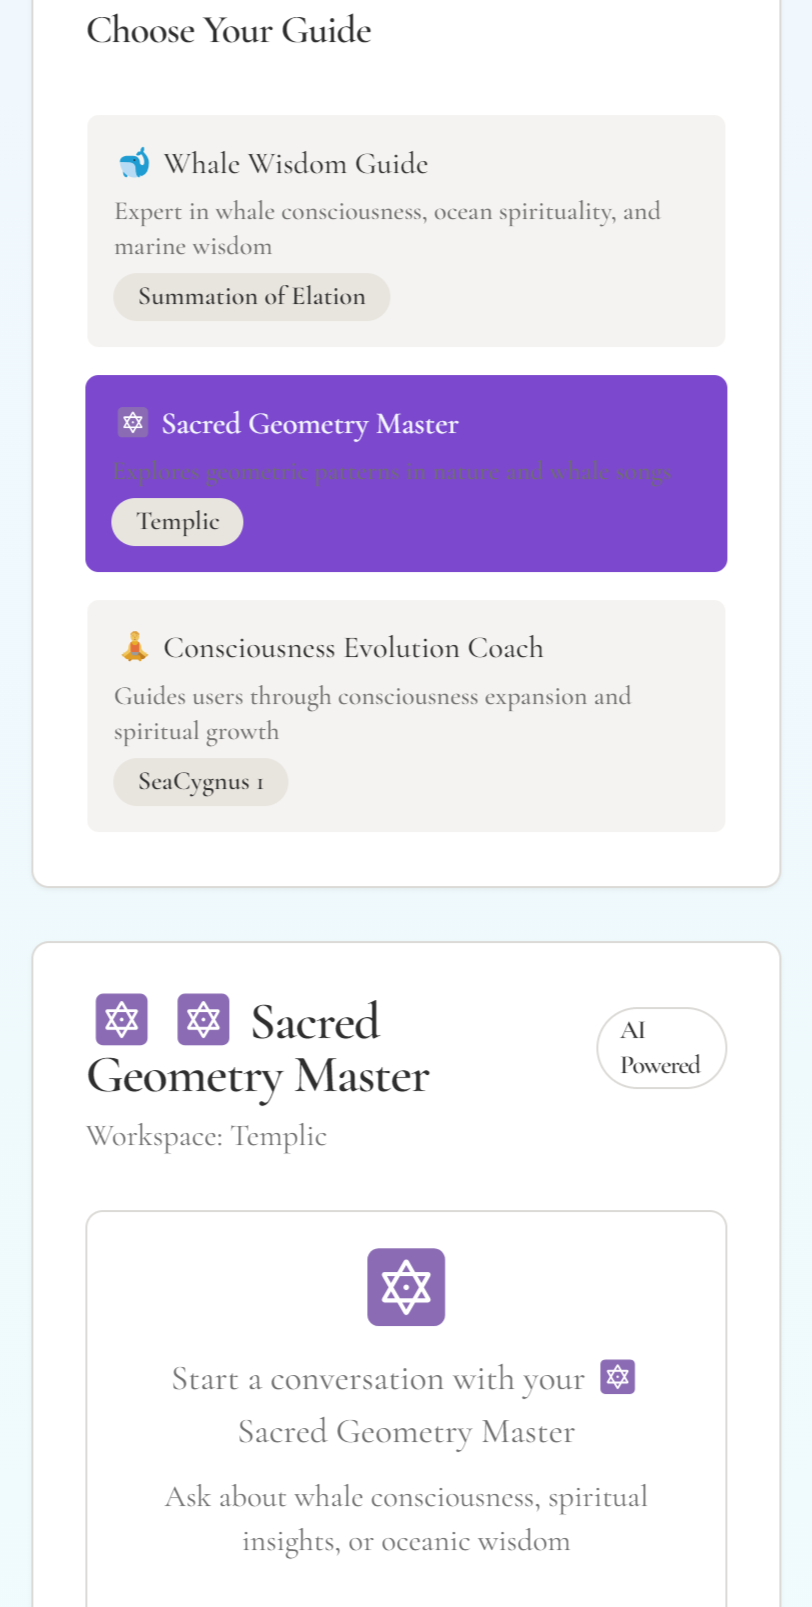 Choose Your Guide
🐳 Whale Wisdom Guide
Expert in whale consciousness, ocean spirituality, and
marine wisdom
Summation of Elation
🔯 Sacred Geometry Master
Explores geometric patterns in nature and whale songs
Templic
🧘 Consciousness Evolution Coach
Guides users through consciousness expansion and
spiritual growth
SeaCygnus 1
🔯 🔯 Sacred
Geometry Master
AI
Powered
Workspace: Templic
🔯
Start a conversation with your 🔯
Sacred Geometry Master
Ask about whale consciousness, spiritual
insights, or oceanic wisdom